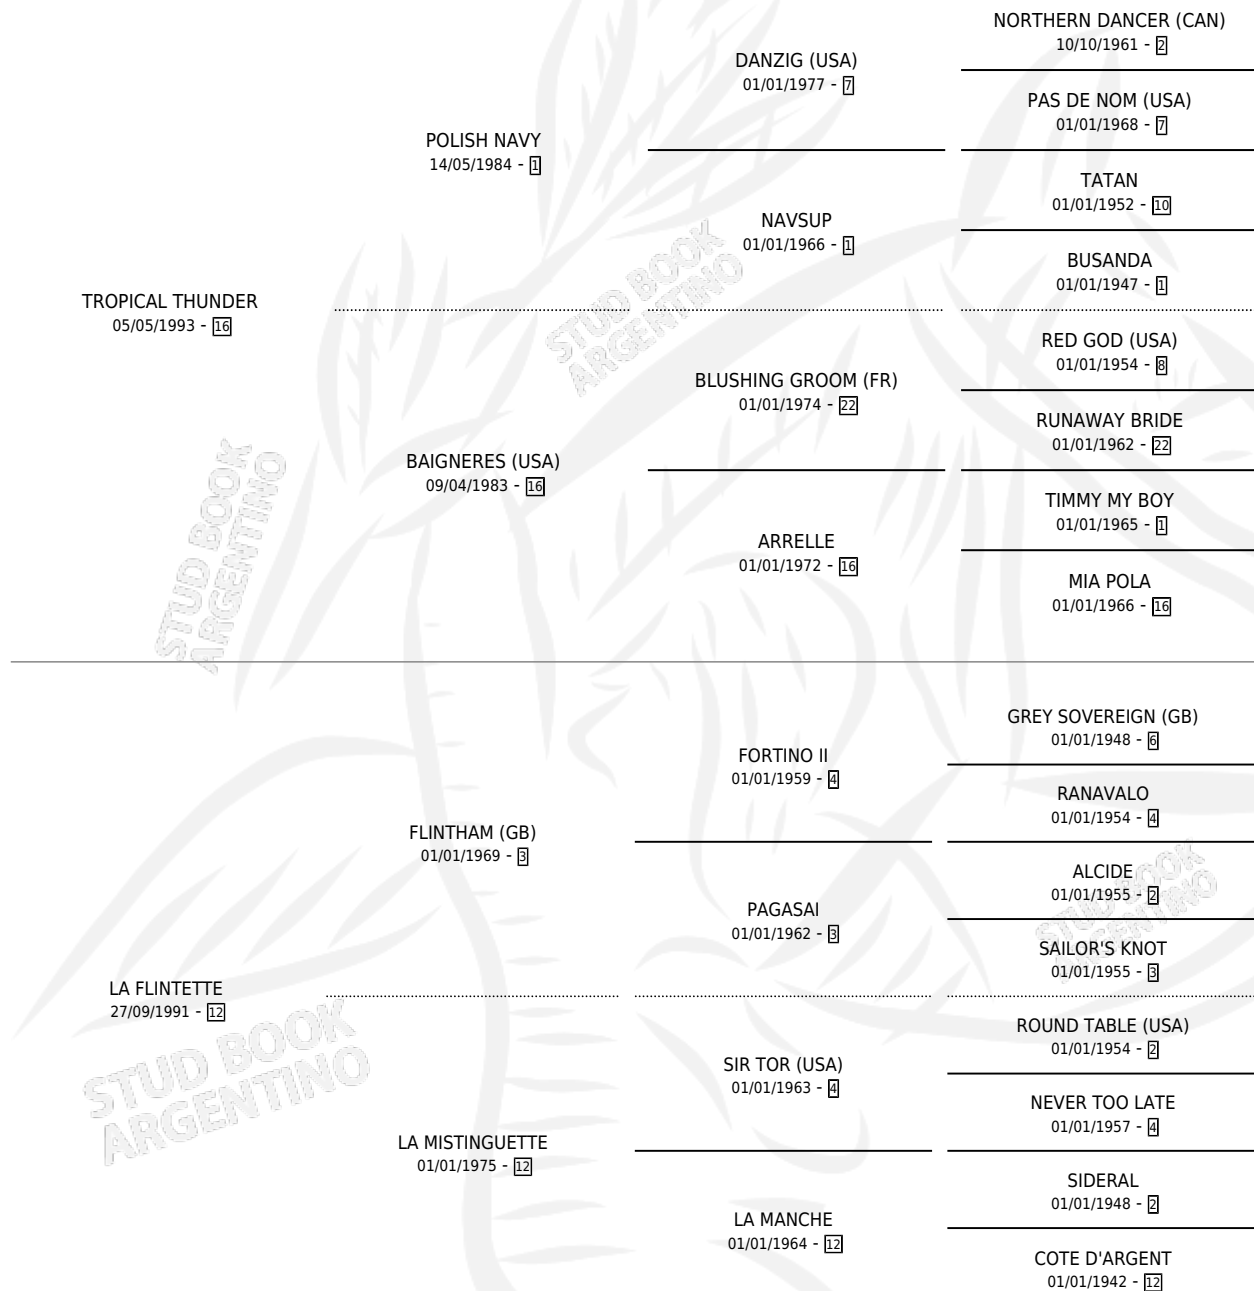 NORTHERN DANCER (CAN)
10/10/1961 - 2
DANZIG (USA)
01/01/1977 - 7
PAS DE NOM (USA)
01/01/1968 - 7
POLISH NAVY
14/05/1984 - 1
TATAN
01/01/1952 - 10
NAVSUP
01/01/1966 - 1
BUSANDA
01/01/1947 - 1
TROPICAL THUNDER
05/05/1993 - 16
RED GOD (USA)
01/01/1954 - 8
BLUSHING GROOM (FR)
01/01/1974 - 22
RUNAWAY BRIDE
01/01/1962 - 22
BAIGNERES (USA)
09/04/1983 - 16
TIMMY MY BOY
01/01/1965 - 1
ARRELLE
01/01/1972 - 16
MIA POLA
01/01/1966 - 16
GREY SOVEREIGN (GB)
01/01/1948 - 6
FORTINO II
01/01/1959 - 4
RANAVALO
01/01/1954 - 4
FLINTHAM (GB)
01/01/1969 - 3
ALCIDE
01/01/1955 - 2
PAGASAI
01/01/1962 - 3
SAILOR'S KNOT
01/01/1955 - 3
LA FLINTETTE
27/09/1991 - 12
ROUND TABLE (USA)
01/01/1954 - 2
SIR TOR (USA)
01/01/1963 - 4
NEVER TOO LATE
01/01/1957 - 4
LA MISTINGUETTE
01/01/1975 - 12
SIDERAL
01/01/1948 - 2
LA MANCHE
01/01/1964 - 12
COTE D'ARGENT
01/01/1942 - 12
STUD BOOK
ARGENTINO
STUD BOOK
ARGENTINO
STUD BOOK
ARGENTINO
STUD BOOK
ARGENTINO